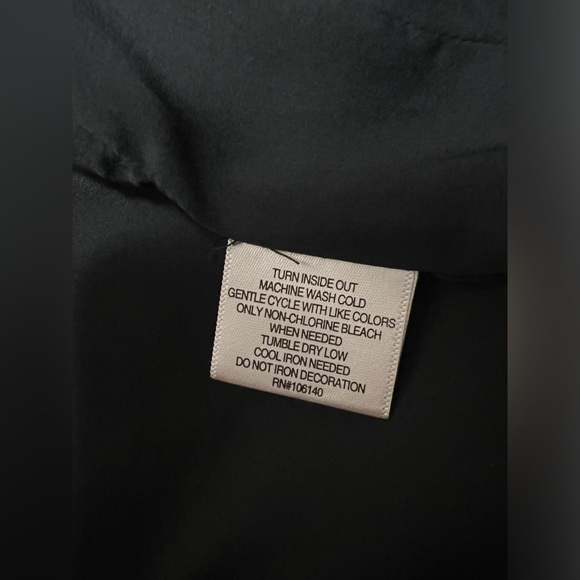 TURN INSIDE OUT
MACHINE WASH COLD
GENTLE CYCLE WITH LIKE COLORS
ONLY NON-CHLORINE BLEACH
WHEN NEEDED
TUMBLE DRY LOW
COOL IRON NEEDED
DO NOT IRON DECORATION
RN#106140